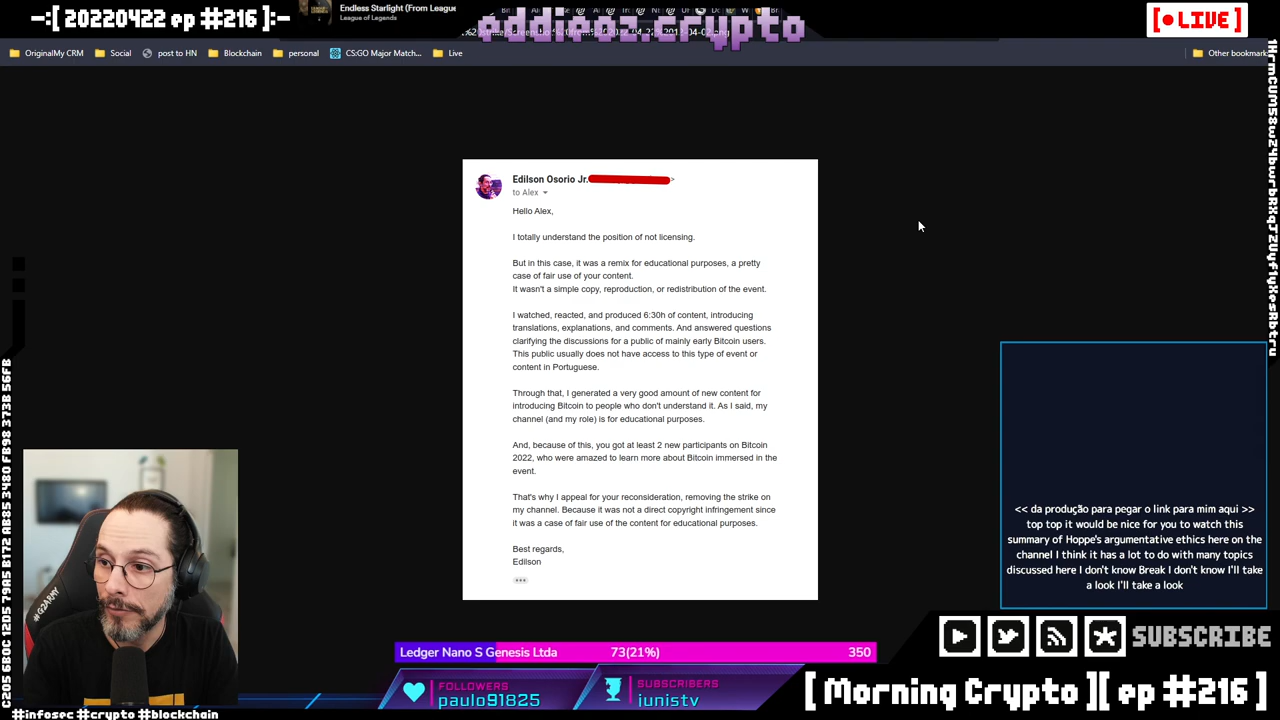 -:[ 20220422 ep #216 ]:-
Endless Starlight (From League
League of Legends
eddieoz.crypto
[ LIVE ]
OriginalMy CRM
Social
post to HN
Blockchain
personal
CS:GO Major Match...
Live
Other bookmark
Edilson Osorio Jr.
>
to Alex
Hello Alex,
I totally understand the position of not licensing.
But in this case, it was a remix for educational purposes, a pretty
case of fair use of your content.
It wasn't a simple copy, reproduction, or redistribution of the event.
I watched, reacted, and produced 6:30h of content, introducing
translations, explanations, and comments. And answered questions
clarifying the discussions for a public of mainly early Bitcoin users.
This public usually does not have access to this type of event or
content in Portuguese.
Through that, I generated a very good amount of new content for
introducing Bitcoin to people who don't understand it. As I said, my
channel (and my role) is for educational purposes.
And, because of this, you got at least 2 new participants on Bitcoin
2022, who were amazed to learn more about Bitcoin immersed in the
event.
That's why I appeal for your reconsideration, removing the strike on
my channel. Because it was not a direct copyright infringement since
it was a case of fair use of the content for educational purposes.
Best regards,
Edilson
<< da produção para pegar o link para mim aqui >>
top top it would be nice for you to watch this
summary of Hoppe's argumentative ethics here on the
channel I think it has a lot to do with many topics
discussed here I don't know Break I don't know I'll take
a look I'll take a look
SUBSCRIBE
Ledger Nano S Genesis Ltda
73(21%)
350
FOLLOWERS
paulo91825
SUBSCRIBERS
iunistv
[ Morning Crypto ][ ep #216 ]
#infosec #crypto #blockchain